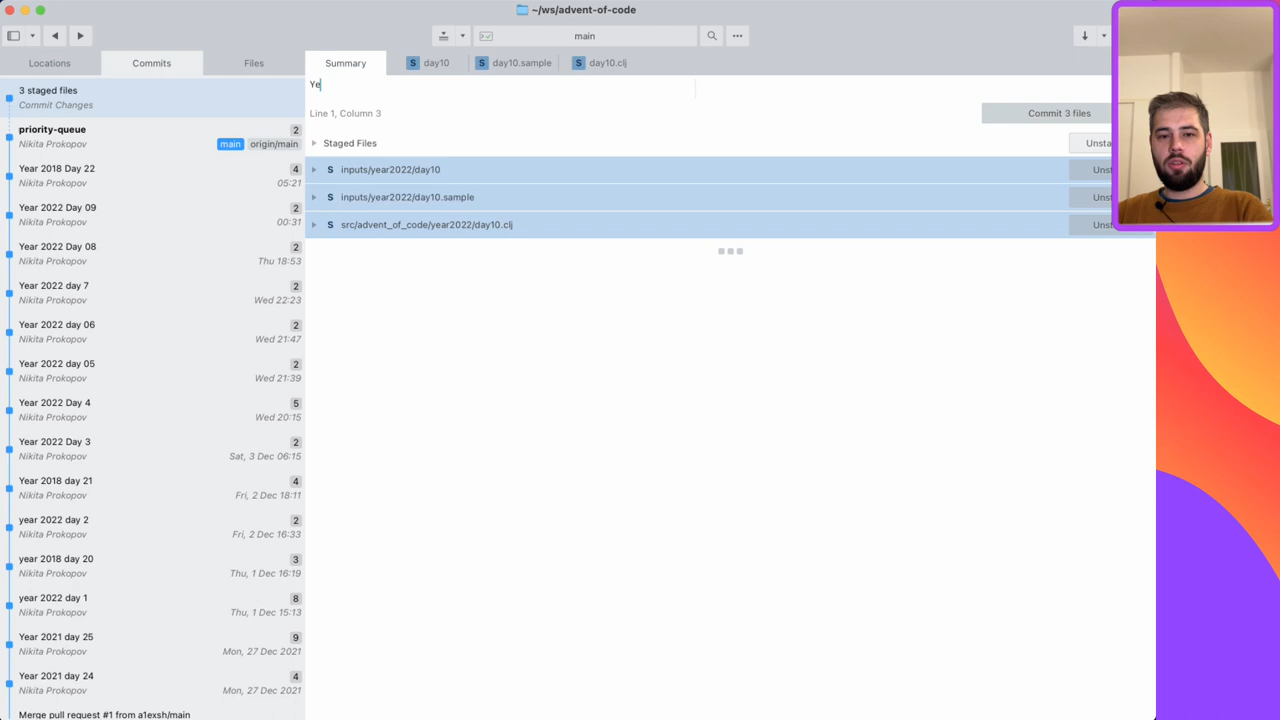 ~/ws/advent-of-code
main
Locations
Commits
Files
Summary
S day10
S day10.sample
S day10.clj
3 staged files
Commit Changes
Ye
Line 1, Column 3
Commit 3 files
priority-queue 2
Nikita Prokopov main origin/main
Staged Files
Unsta
S inputs/year2022/day10
Unst
S inputs/year2022/day10.sample
Unst
S src/advent_of_code/year2022/day10.clj
Unst
Year 2018 Day 22 4
Nikita Prokopov 05:21
Year 2022 Day 09 2
Nikita Prokopov 00:31
Year 2022 Day 08 2
Nikita Prokopov Thu 18:53
Year 2022 day 7 2
Nikita Prokopov Wed 22:23
Year 2022 day 06 2
Nikita Prokopov Wed 21:47
Year 2022 day 05 2
Nikita Prokopov Wed 21:39
Year 2022 Day 4 5
Nikita Prokopov Wed 20:15
Year 2022 Day 3 2
Nikita Prokopov Sat, 3 Dec 06:15
Year 2018 day 21 4
Nikita Prokopov Fri, 2 Dec 18:11
year 2022 day 2 2
Nikita Prokopov Fri, 2 Dec 16:33
year 2018 day 20 3
Nikita Prokopov Thu, 1 Dec 16:19
year 2022 day 1 8
Nikita Prokopov Thu, 1 Dec 15:13
Year 2021 day 25 9
Nikita Prokopov Mon, 27 Dec 2021
Year 2021 day 24 4
Nikita Prokopov Mon, 27 Dec 2021
Merge pull request #1 from a1exsh/main